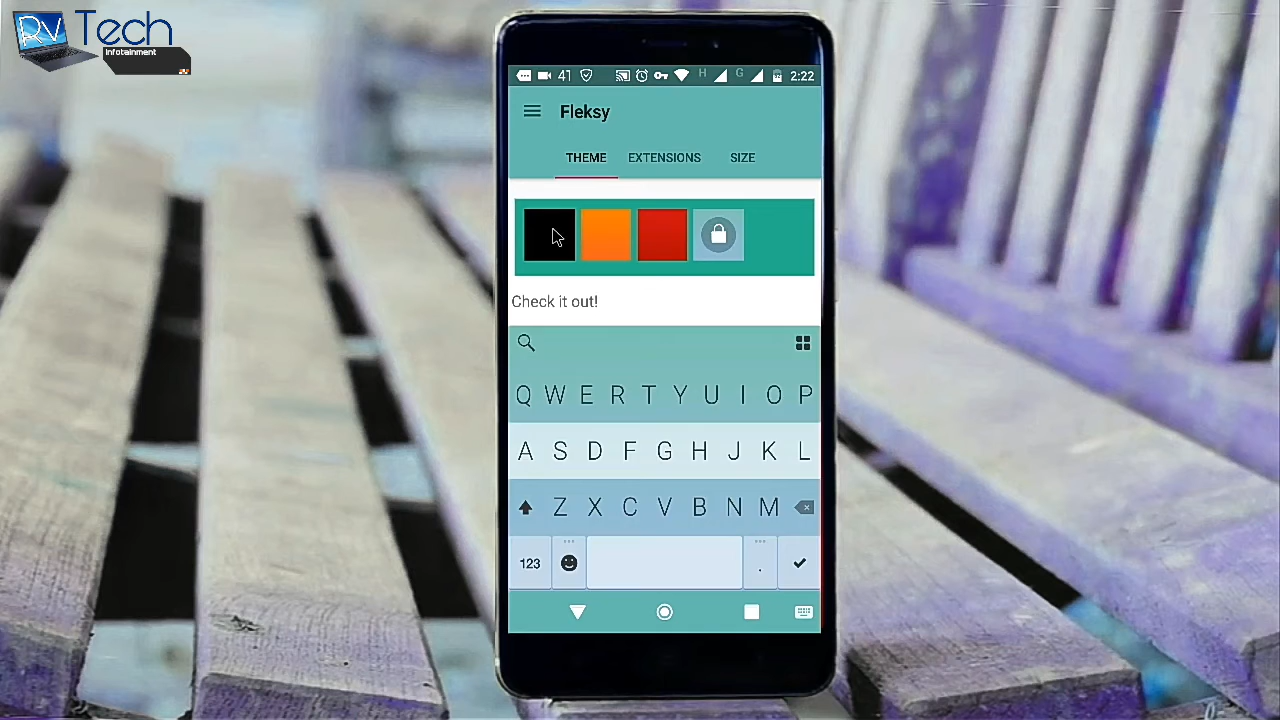 RV Tech
Infotainment
41 H G 2:22
Fleksy
THEME EXTENSIONS SIZE
Check it out!
Q W E R T Y U I O P
A S D F G H J K L
Z X C V B N M
123 .